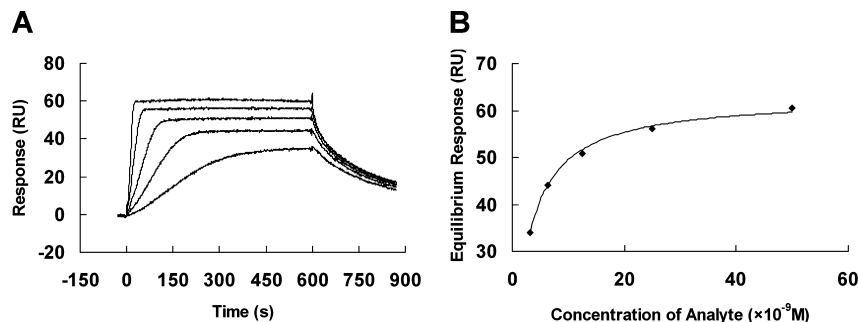 A
B
Response (RU)
80
60
40
20
0
-20
-150 0 150 300 450 600 750 900
Time (s)
Equilibrium Response (RU)
70
60
50
40
30
0 20 40 60
Concentration of Analyte (×10⁻⁹M)